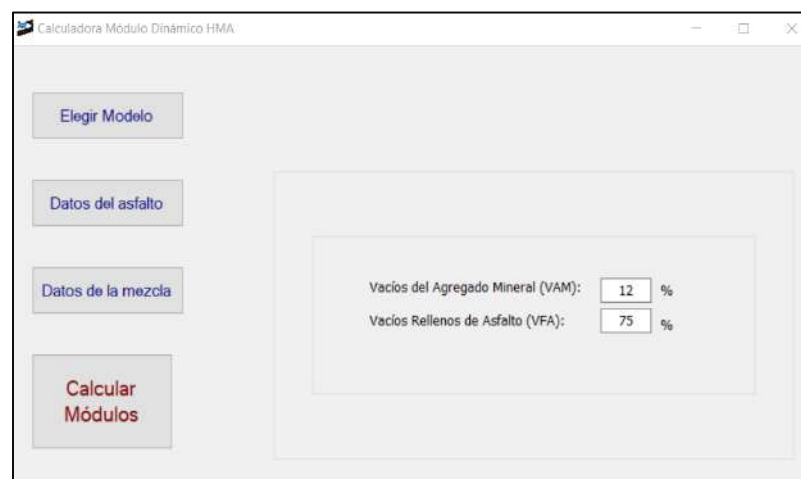 Calculadora Módulo Dinámico HMA
Elegir Modelo
Datos del asfalto
Datos de la mezcla
Calcular
Módulos
Vacíos del Agregado Mineral (VAM): 12 %
Vacíos Rellenos de Asfalto (VFA): 75 %